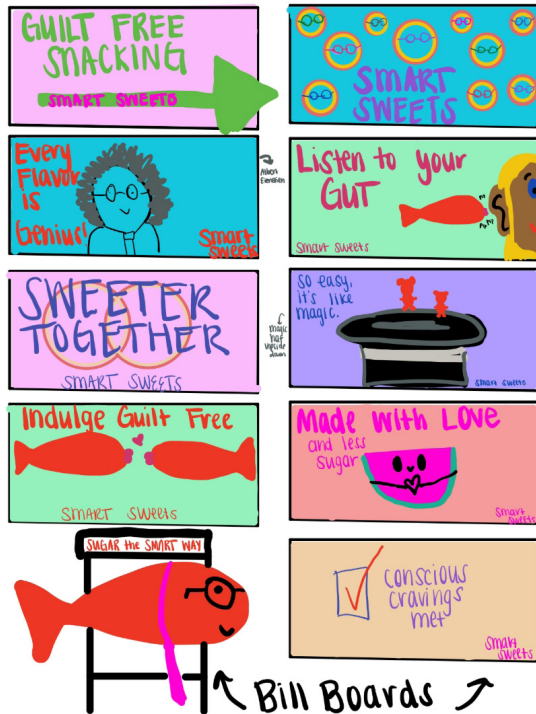 GUILT FREE
SNACKING
SMART SWEETS
SMART
SWEETS
Every
Flavor
is
Genius!
Smart
Sweets
Albert
Einstein
Listen to your
GUT
Smart Sweets
SWEETER
TOGETHER
SMART SWEETS
magic
hat
upside
down
so easy,
it's like
magic.
Smart Sweets
Indulge Guilt Free
SMART SWEETS
Made with LOVE
and less
sugar
Smart
Sweets
SUGAR the SMART WAY
conscious
cravings
met
Smart
Sweets
Bill Boards